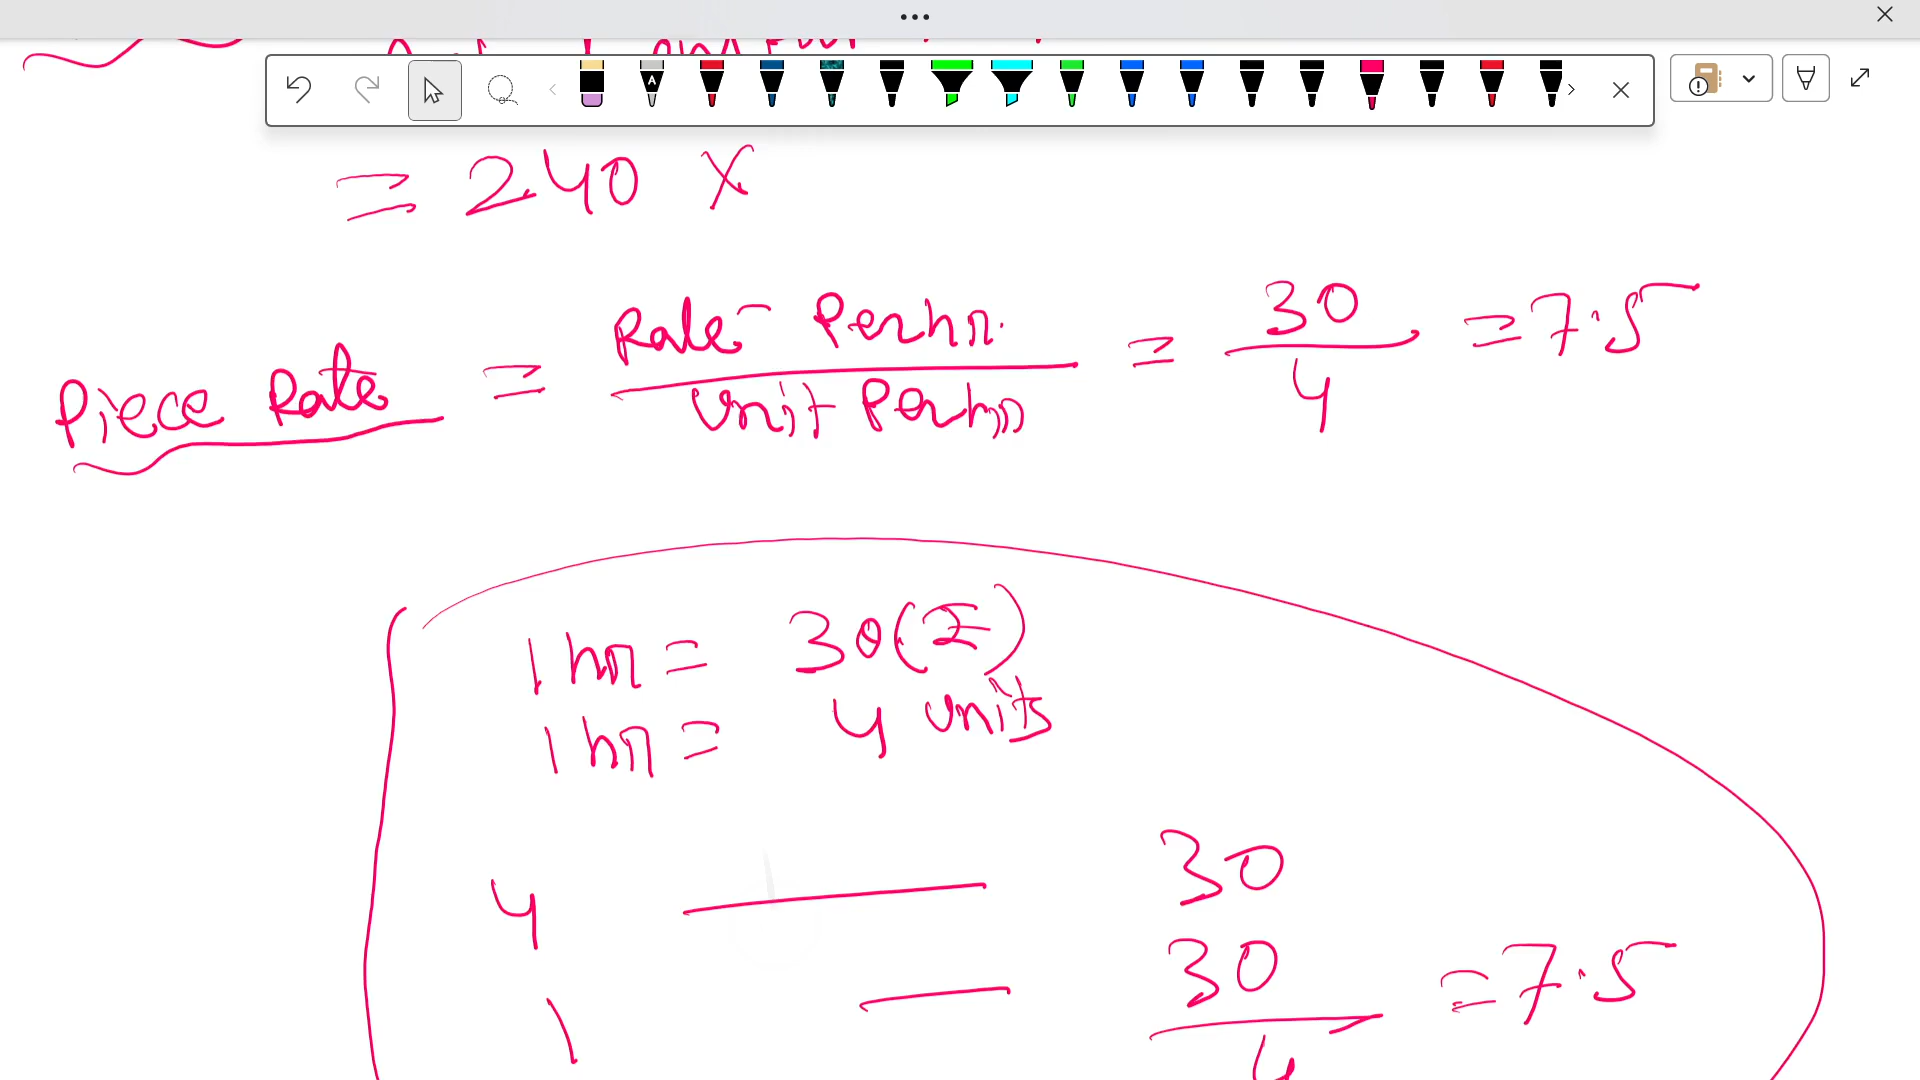 = 240 x
Piece Rate = Rate Per hr. / Unit Per hr = 30 / 4 = 7.5
1 hr = 30(₹)
1 hr = 4 units
4 — 30
1 — 30 / 4 = 7.5